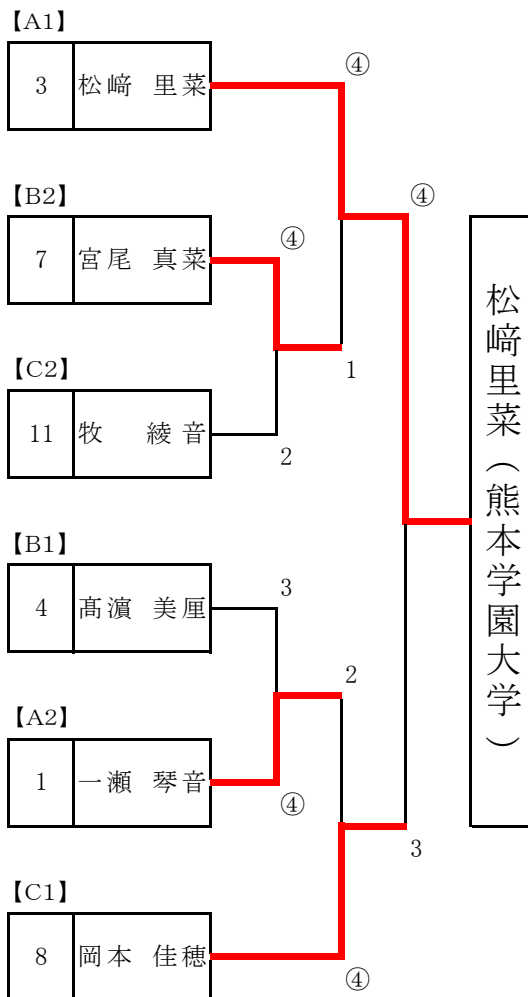 【A1】
④
3 松﨑 里菜
【B2】
④
④
7 宮尾 真菜
【C2】
1
11 牧 綾音
2
【B1】
3
4 髙濵 美厘
2
【A2】
1 一瀬 琴音
④
3
【C1】
8 岡本 佳穂
④
松﨑里菜（熊本学園大学）